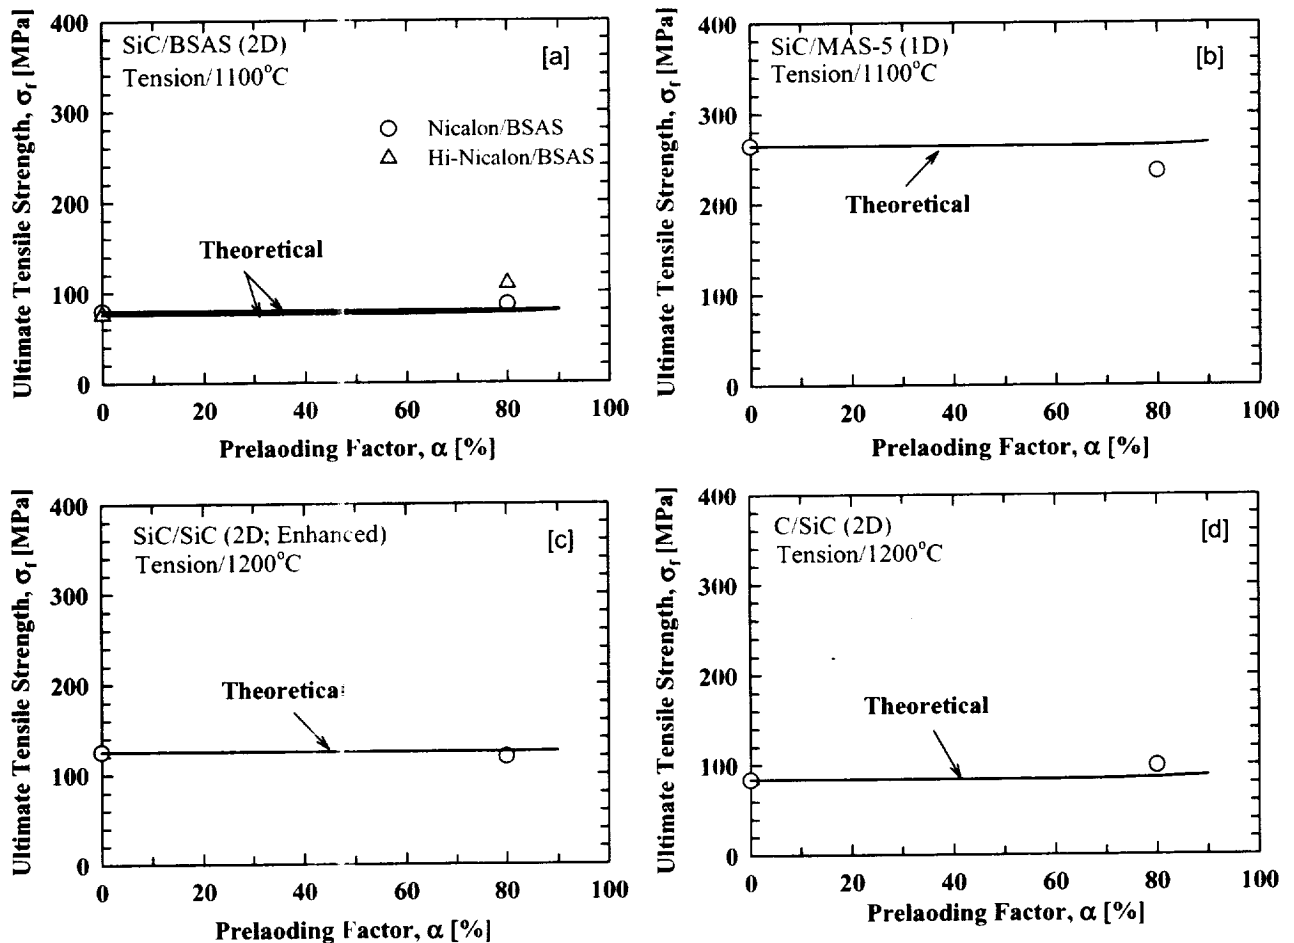 Ultimate Tensile Strength, σf [MPa]
400
300
200
100
0
SiC/BSAS (2D)
Tension/1100°C
[a]
Nicalon/BSAS
Hi-Nicalon/BSAS
Theoretical
0 20 40 60 80 100
Prelaoding Factor, α [%]
Ultimate Tensile Strength, σf [MPa]
400
300
200
100
0
SiC/MAS-5 (1D)
Tension/1100°C
[b]
Theoretical
0 20 40 60 80 100
Prelaoding Factor, α [%]
Ultimate Tensile Strength, σf [MPa]
400
300
200
100
0
SiC/SiC (2D; Enhanced)
Tension/1200°C
[c]
Theoretical
0 20 40 60 80 100
Prelaoding Factor, α [%]
Ultimate Tensile Strength, σf [MPa]
400
300
200
100
0
C/SiC (2D)
Tension/1200°C
[d]
Theoretical
0 20 40 60 80 100
Prelaoding Factor, α [%]